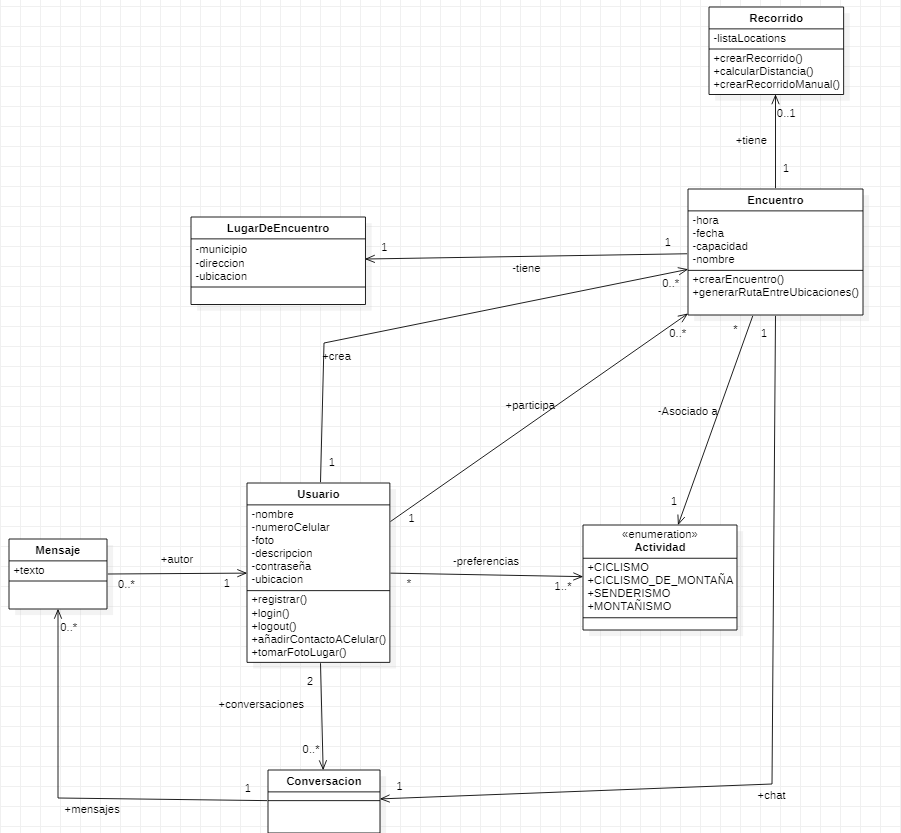 Recorrido
-listaLocations
+crearRecorrido()
+calcularDistancia()
+crearRecorridoManual()
0..1
+tiene
1
Encuentro
-hora
-fecha
-capacidad
-nombre
+crearEncuentro()
+generarRutaEntreUbicaciones()
LugarDeEncuentro
-municipio
-direccion
-ubicacion
1
1
-tiene
0..*
+crea
1
0..*
+participa
1
*
1
-Asociado a
1
Usuario
-nombre
-numeroCelular
-foto
-descripcion
-contraseña
-ubicacion
+registrar()
+login()
+logout()
+añadirContactoACelular()
+tomarFotoLugar()
Mensaje
+texto
+autor
0..*
1
-preferencias
*
1..*
«enumeration»
Actividad
+CICLISMO
+CICLISMO_DE_MONTAÑA
+SENDERISMO
+MONTAÑISMO
0..*
2
+conversaciones
0..*
Conversacion
1
1
+mensajes
+chat